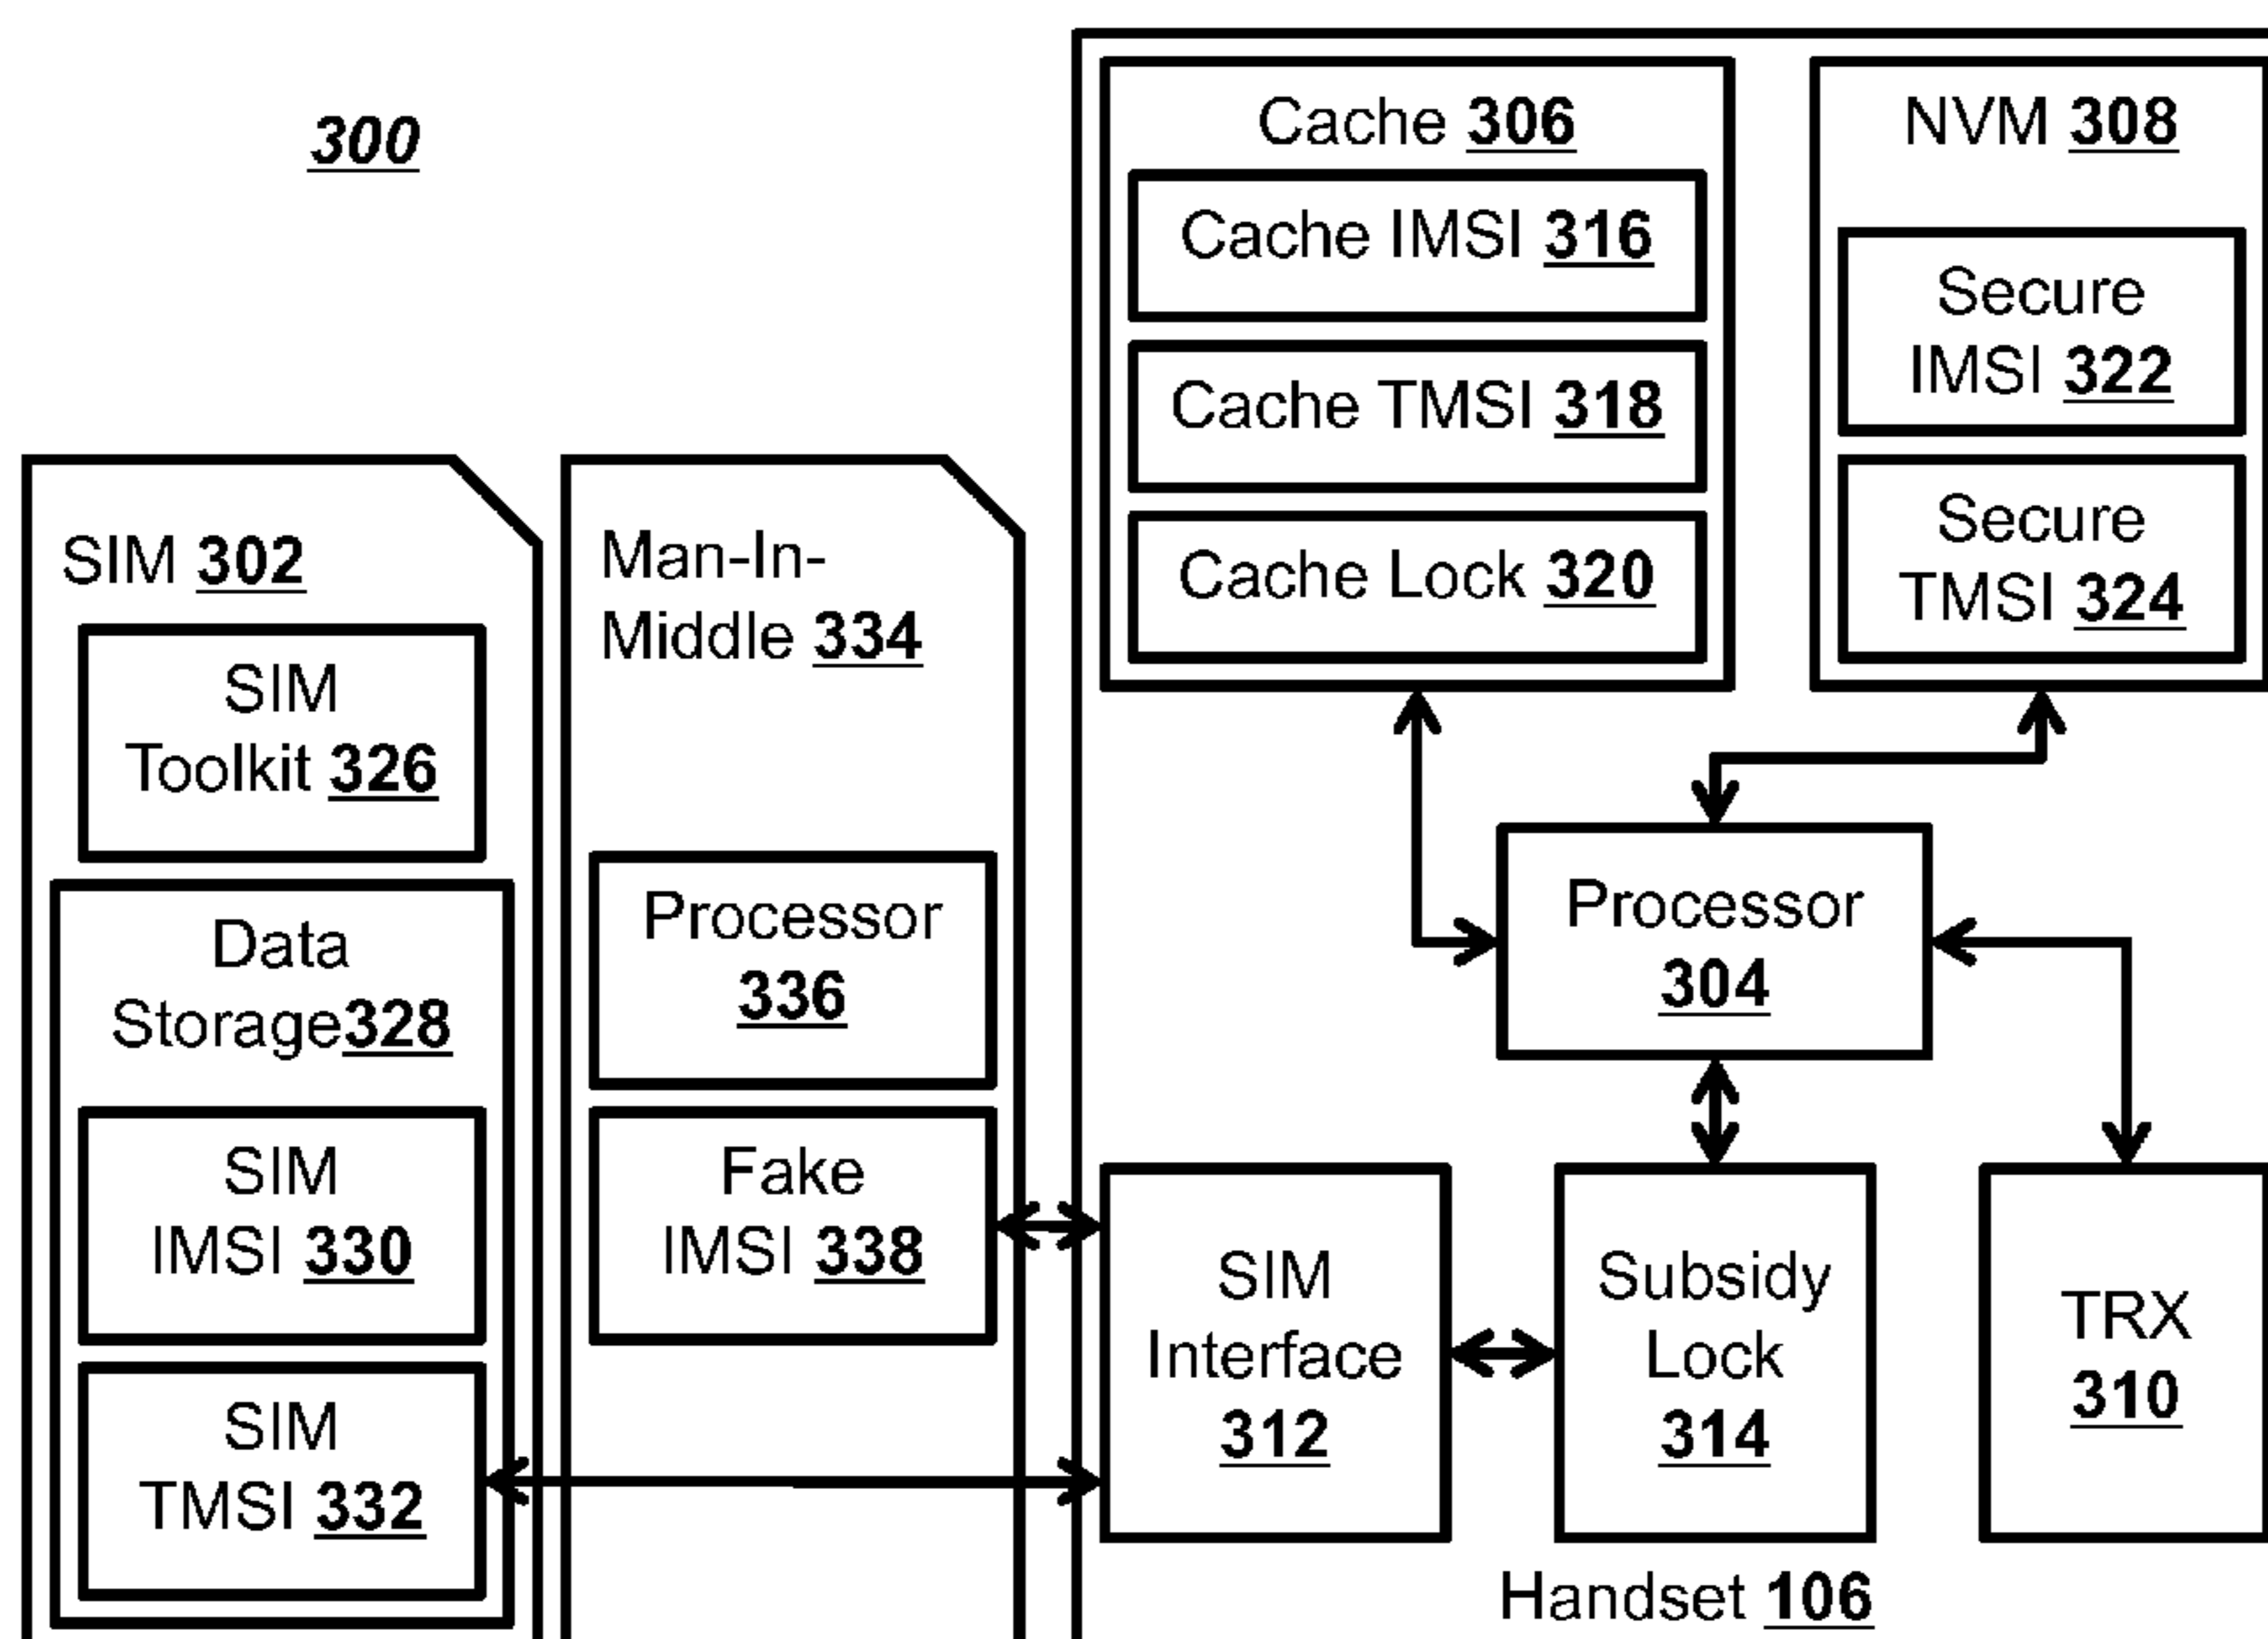 300
SIM 302
SIM
Toolkit 326
Data
Storage328
SIM
IMSI 330
SIM
TMSI 332
Man-In-
Middle 334
Processor
336
Fake
IMSI 338
Cache 306
Cache IMSI 316
Cache TMSI 318
Cache Lock 320
NVM 308
Secure
IMSI 322
Secure
TMSI 324
Processor
304
SIM
Interface
312
Subsidy
Lock
314
TRX
310
Handset 106